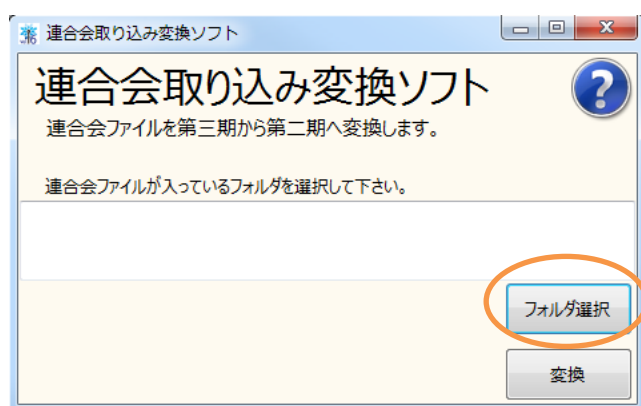 連合会取り込み変換ソフト
連合会取り込み変換ソフト
連合会ファイルを第三期から第二期へ変換します。
連合会ファイルが入っているフォルダを選択して下さい。
フォルダ選択
変換